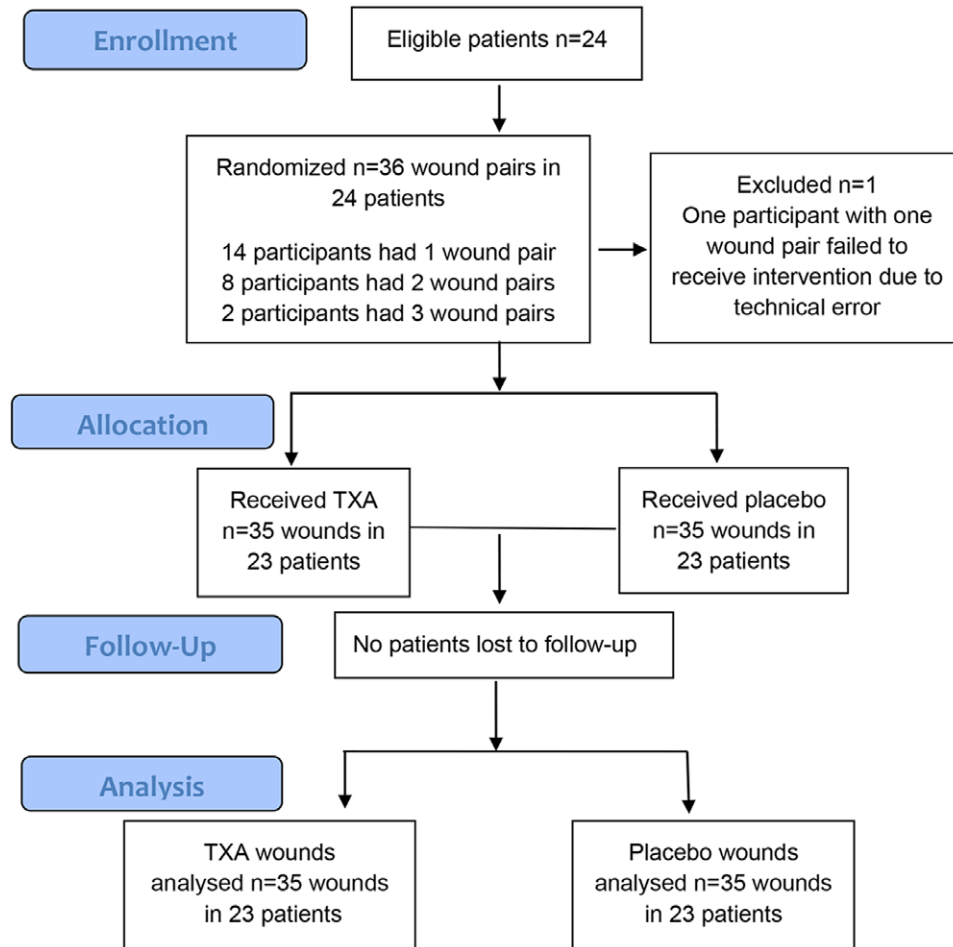 Enrollment
Eligible patients n=24
Randomized n=36 wound pairs in
24 patients
14 participants had 1 wound pair
8 participants had 2 wound pairs
2 participants had 3 wound pairs
Excluded n=1
One participant with one
wound pair failed to
receive intervention due to
technical error
Allocation
Received TXA
n=35 wounds in
23 patients
Received placebo
n=35 wounds in
23 patients
Follow-Up
No patients lost to follow-up
Analysis
TXA wounds
analysed n=35 wounds
in 23 patients
Placebo wounds
analysed n=35 wounds
in 23 patients